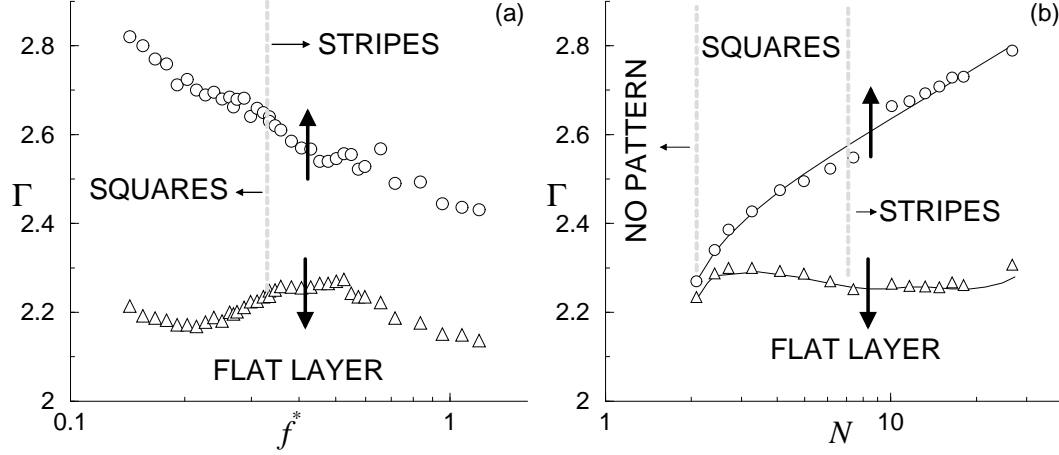 (a)
2.8
STRIPES
2.6
Γ
SQUARES
2.4
2.2
FLAT LAYER
2
0.1
1
f*
(b)
2.8
SQUARES
NO PATTERN
2.6
Γ
STRIPES
2.4
2.2
FLAT LAYER
2
1
10
N